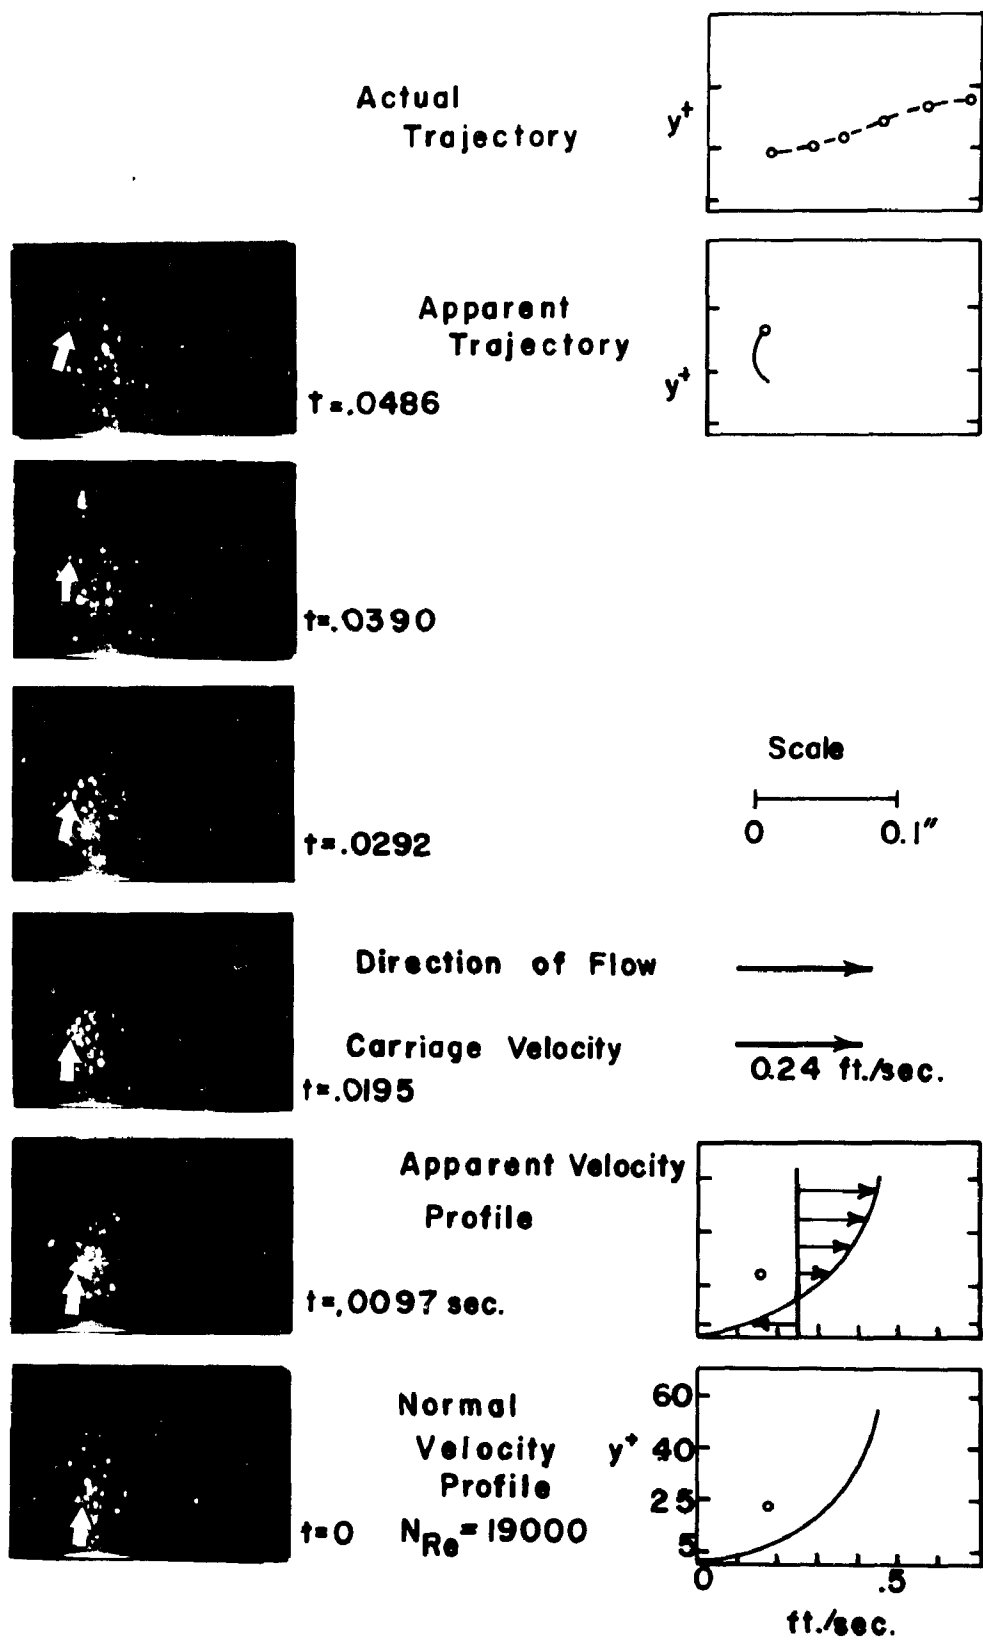 Actual
Trajectory
y⁺
Apparent
Trajectory
y⁺
t=.0486
t=.0390
Scale
0 0.1"
t=.0292
Direction of Flow
Carriage Velocity
0.24 ft./sec.
t=.0195
Apparent Velocity
Profile
t=.0097 sec.
Normal
Velocity
Profile
y⁺
60
40
25
5
t=0
N_Re = 19000
0 .5
ft./sec.